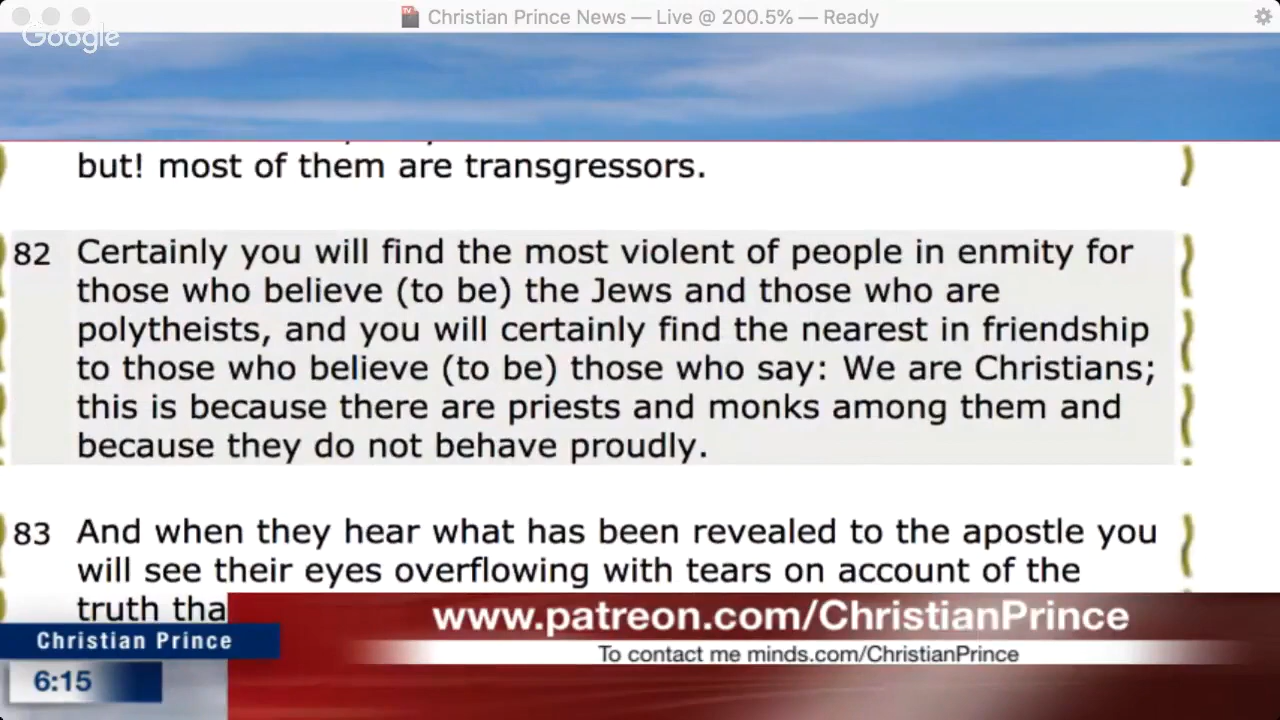 Christian Prince News — Live @ 200.5% — Ready
Google
but! most of them are transgressors.
82 Certainly you will find the most violent of people in enmity for
those who believe (to be) the Jews and those who are
polytheists, and you will certainly find the nearest in friendship
to those who believe (to be) those who say: We are Christians;
this is because there are priests and monks among them and
because they do not behave proudly.
83 And when they hear what has been revealed to the apostle you
will see their eyes overflowing with tears on account of the
truth tha
www.patreon.com/ChristianPrince
Christian Prince
To contact me minds.com/ChristianPrince
6:15